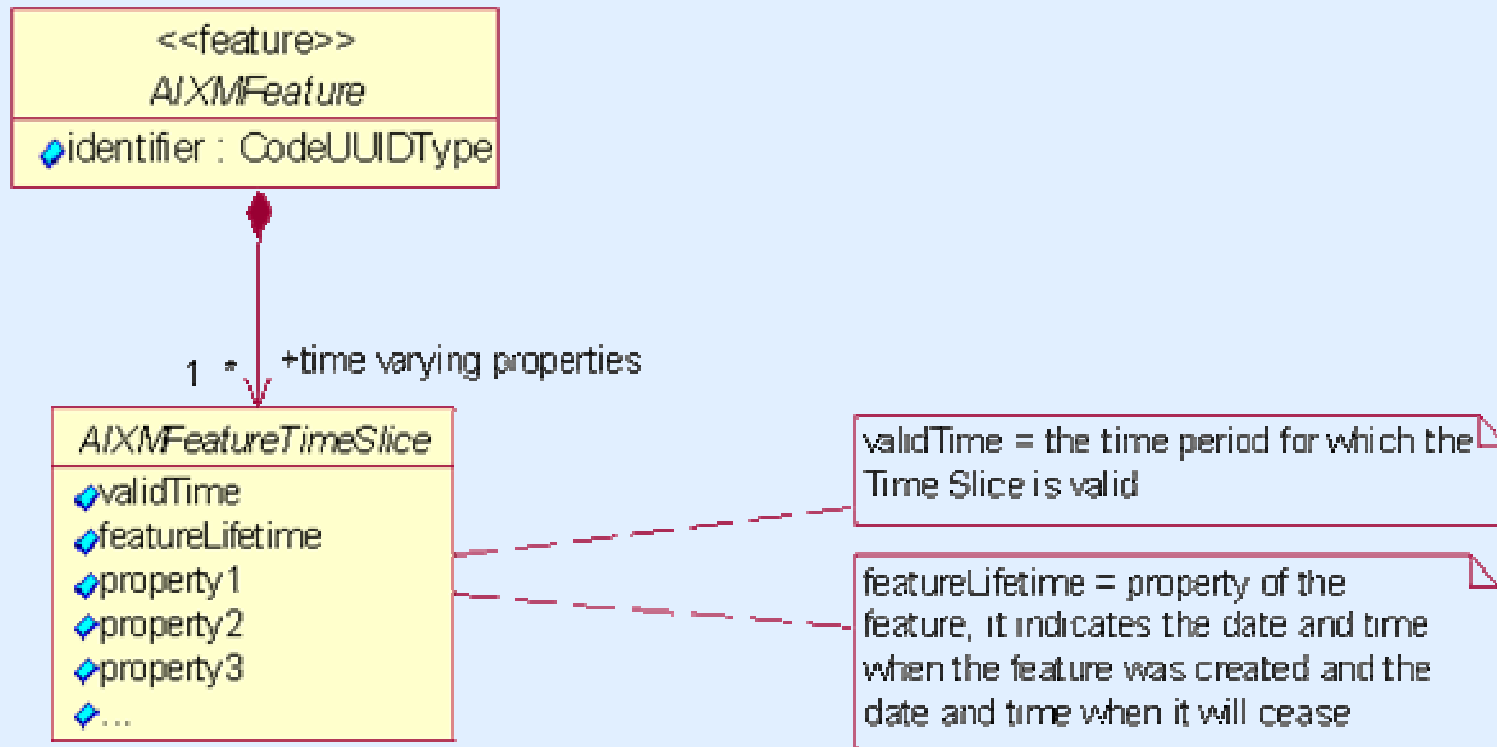 <<feature>>
AIXMFeature
identifier : CodeUUIDType
1 * +time varying properties
AIXMFeatureTimeSlice
validTime
featureLifetime
property1
property2
property3
...
validTime = the time period for which the
Time Slice is valid
featureLifetime = property of the
feature, it indicates the date and time
when the feature was created and the
date and time when it will cease